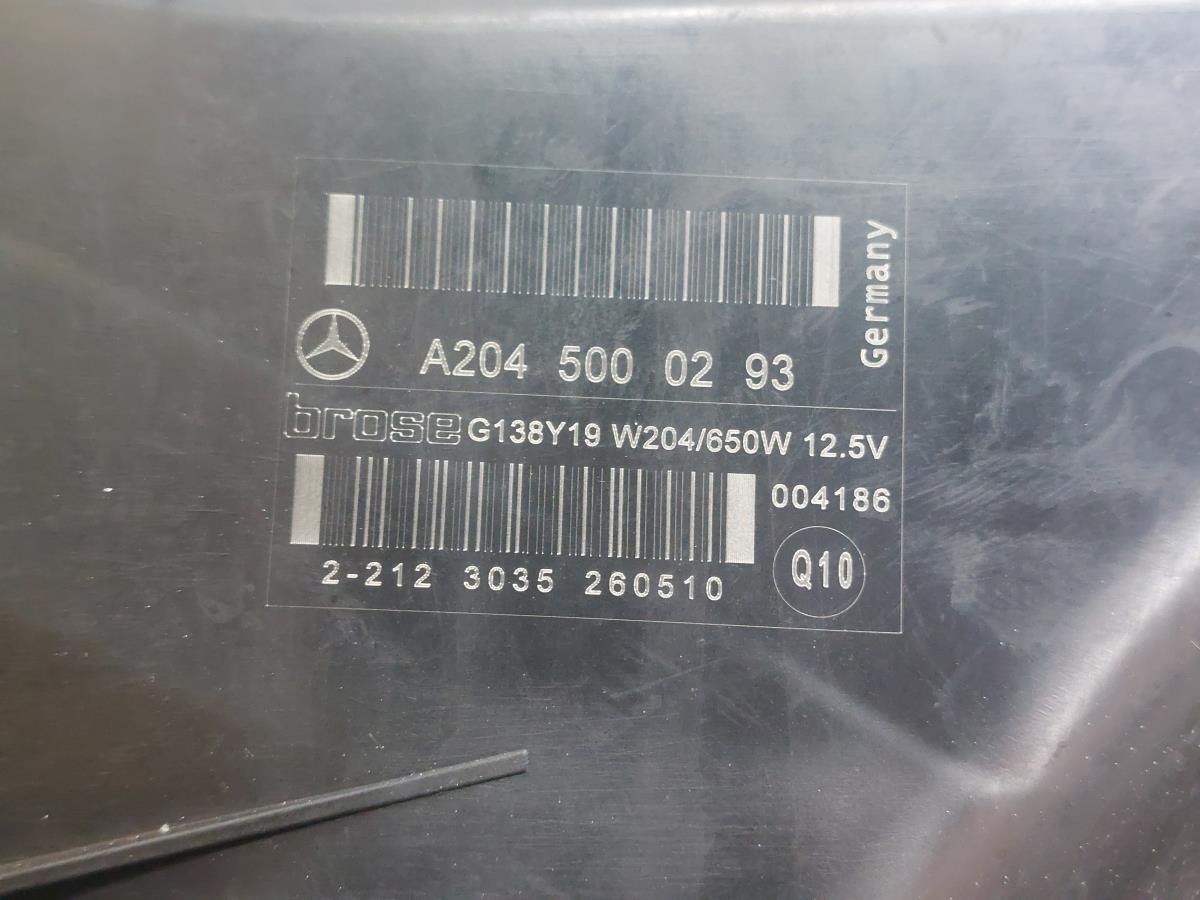 Germany
A204 500 02 93
brose G138Y19 W204/650W 12.5V
004186
Q10
2-212 3035 260510